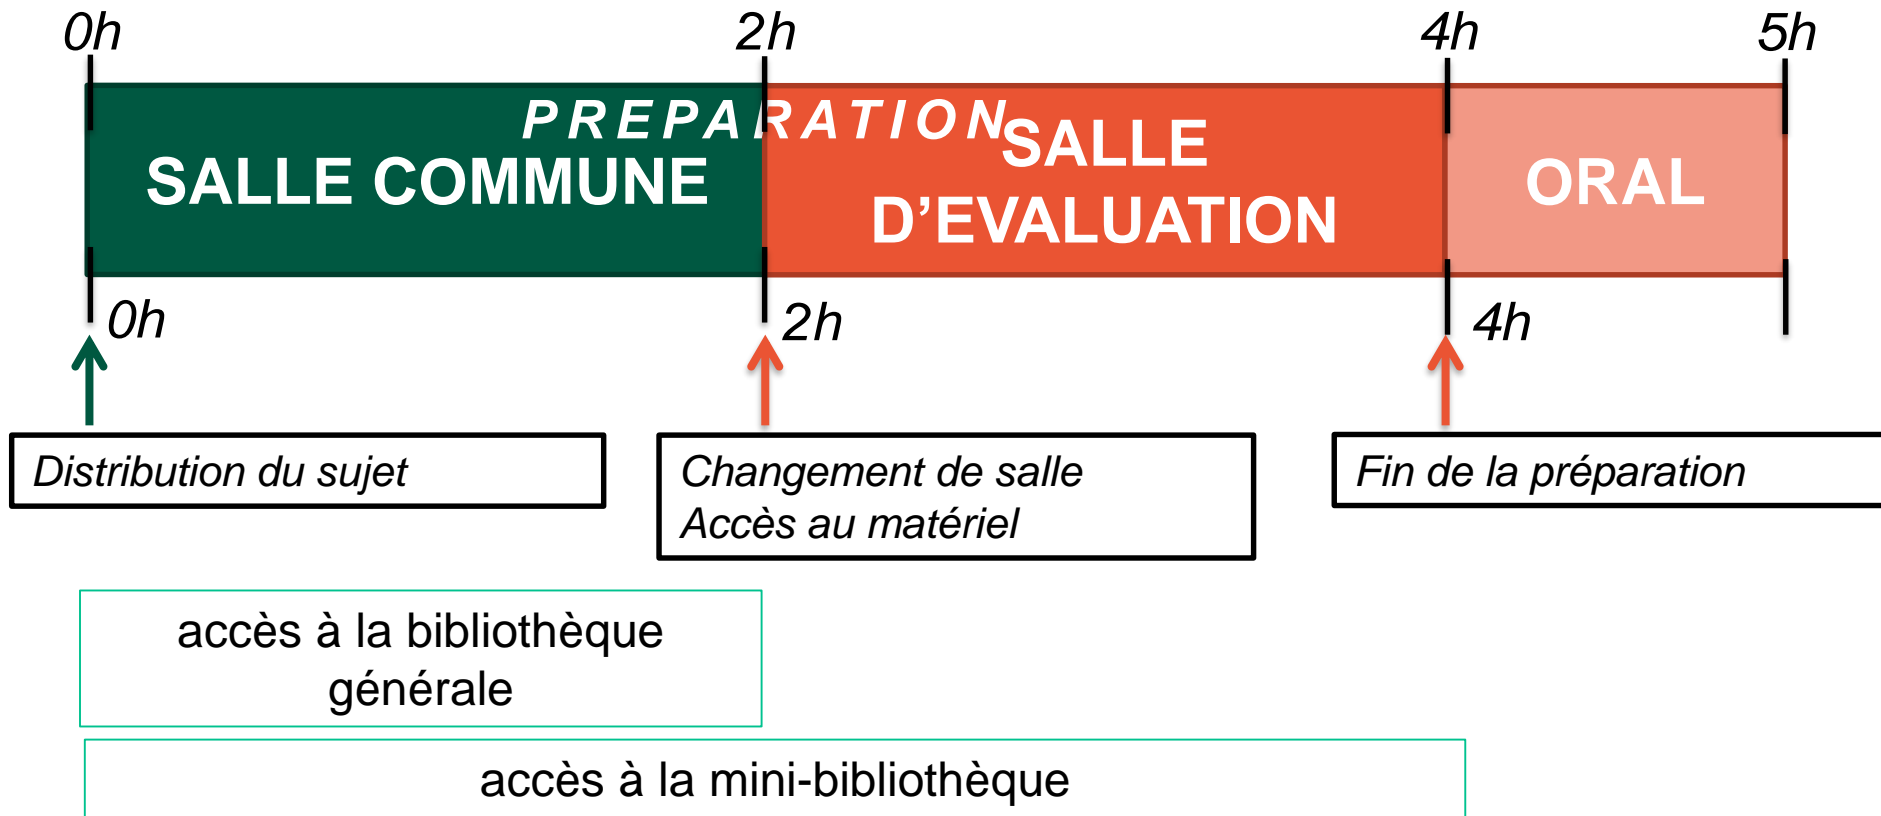 0h
2h
4h
5h
PREPARATION
SALLE COMMUNE
SALLE
D’EVALUATION
ORAL
0h
2h
4h
Distribution du sujet
Changement de salle
Accès au matériel
Fin de la préparation
accès à la bibliothèque
générale
accès à la mini-bibliothèque